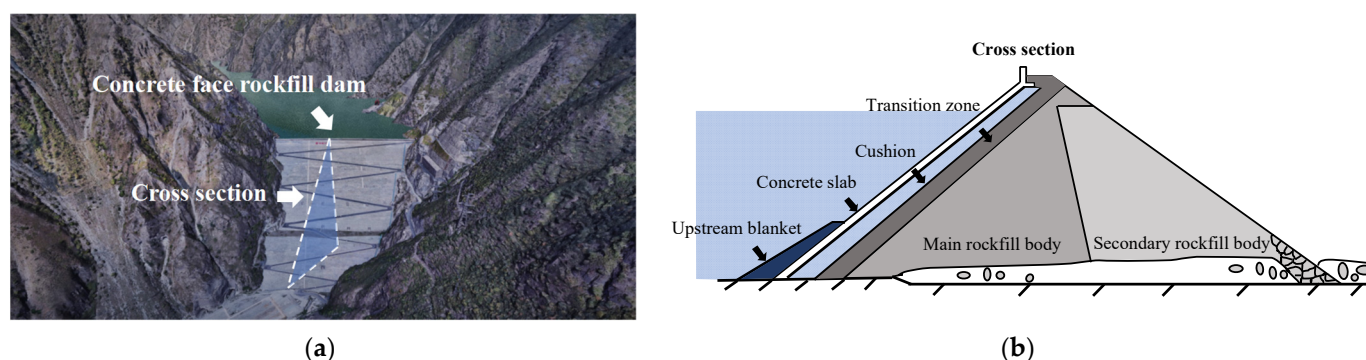 Concrete face rockfill dam
Cross section
(a)
Cross section
Transition zone
Cushion
Concrete slab
Upstream blanket
Main rockfill body
Secondary rockfill body
(b)